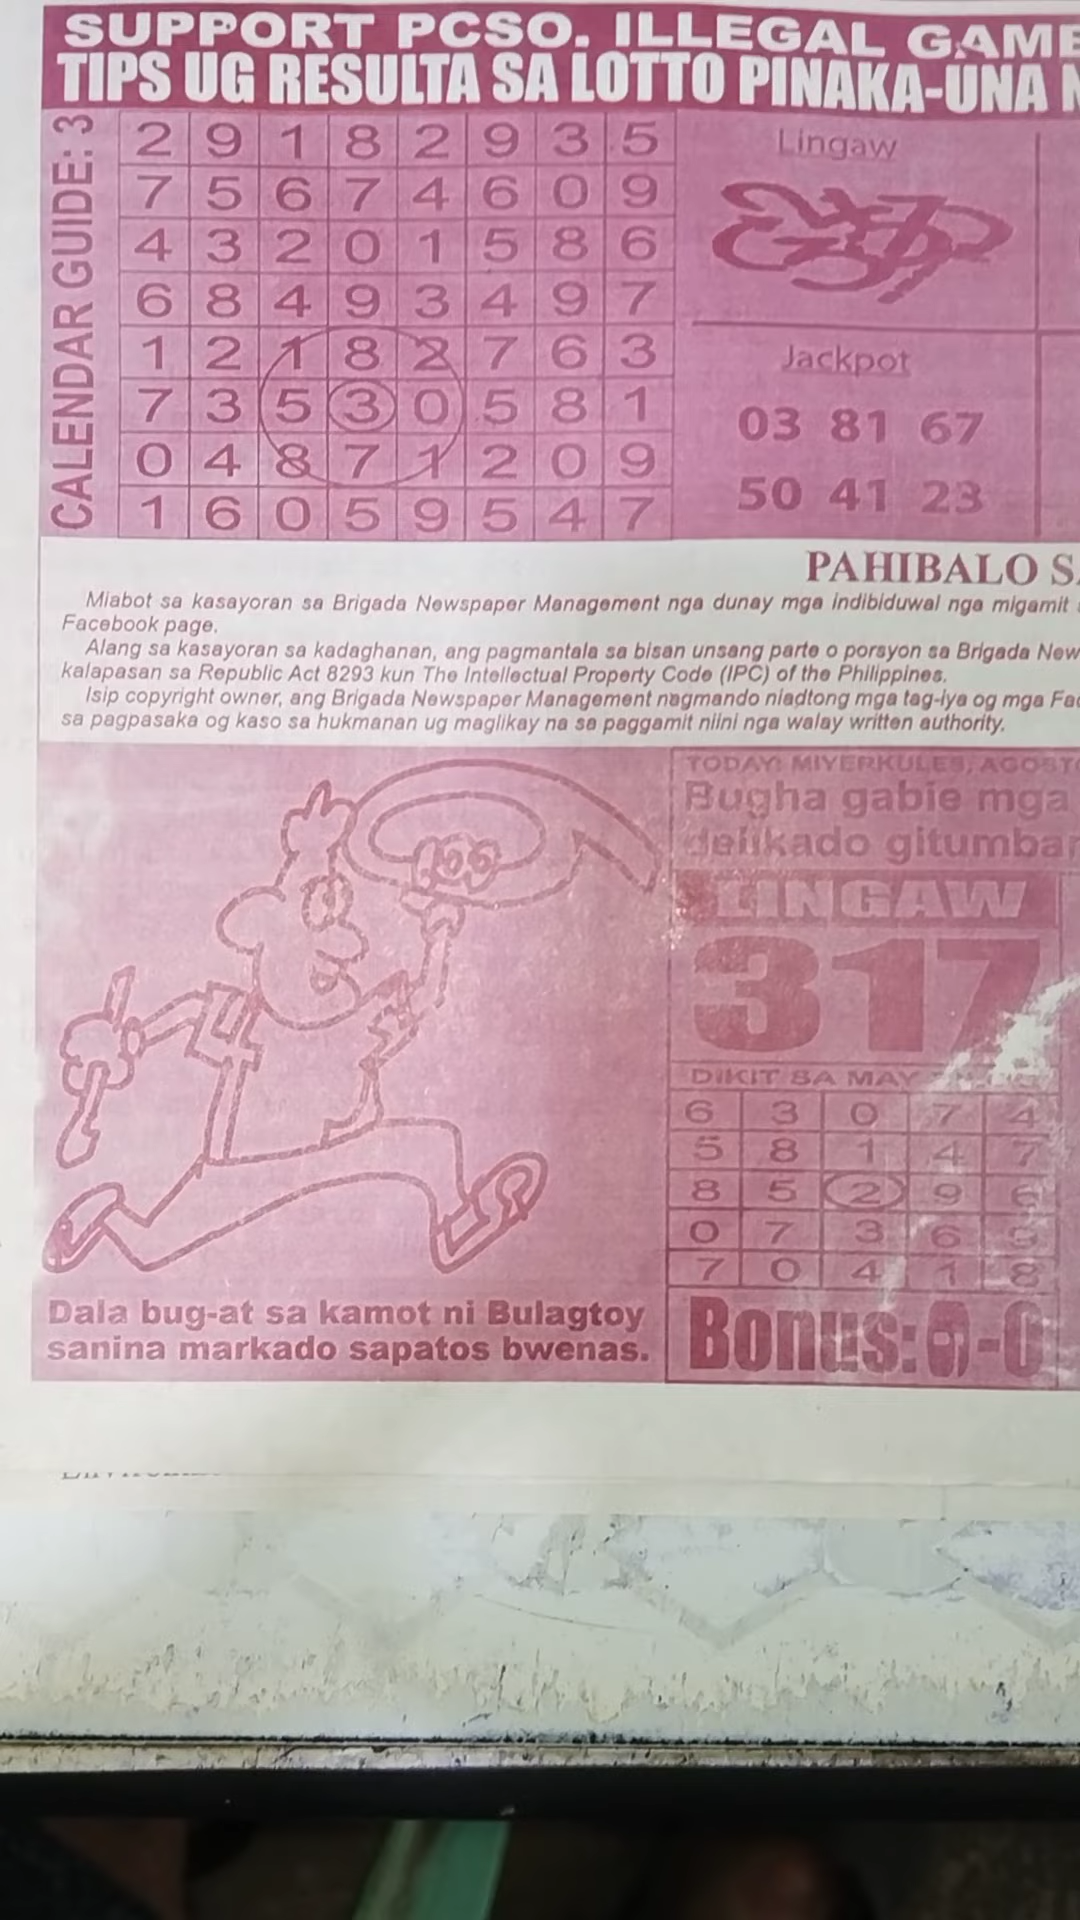 SUPPORT PCSO. ILLEGAL GAME
TIPS UG RESULTA SA LOTTO PINAKA-UNA
CALENDAR GUIDE: 3
2 9 1 8 2 9 3 5
7 5 6 7 4 6 0 9
4 3 2 0 1 5 8 6
6 8 4 9 3 4 9 7
1 2 1 8 2 7 6 3
7 3 5 3 0 5 8 1
0 4 8 7 1 2 0 9
1 6 0 5 9 5 4 7
Lingaw
Jackpot
03 81 67
50 41 23
PAHIBALO
Miabot sa kasayoran sa Brigada Newspaper Management nga dunay mga indibiduwal nga migamit
Facebook page.
Alang sa kasayoran sa kadaghanan, ang pagmantala sa bisan unsang parte o porsyon sa Brigada New
kalapasan sa Republic Act 8293 kun The Intellectual Property Code (IPC) of the Philippines.
Isip copyright owner, ang Brigada Newspaper Management nagmando niadtong mga tag-iya og mga
sa pagpasaka og kaso sa hukmanan ug maglikay na sa paggamit niini nga walay written authority.
TODAY: MIYERKULES, AGOSTO
Bugha gabie mga
delikado gitumbar
LINGAW
317
DIKIT SA MAY
6 3 0 7 4
5 8 1 4 7
8 5 2 9 6
0 7 3 6
7 0 4 1 8
Dala bug-at sa kamot ni Bulagtoy
sanina markado sapatos bwenas.
Bonus: